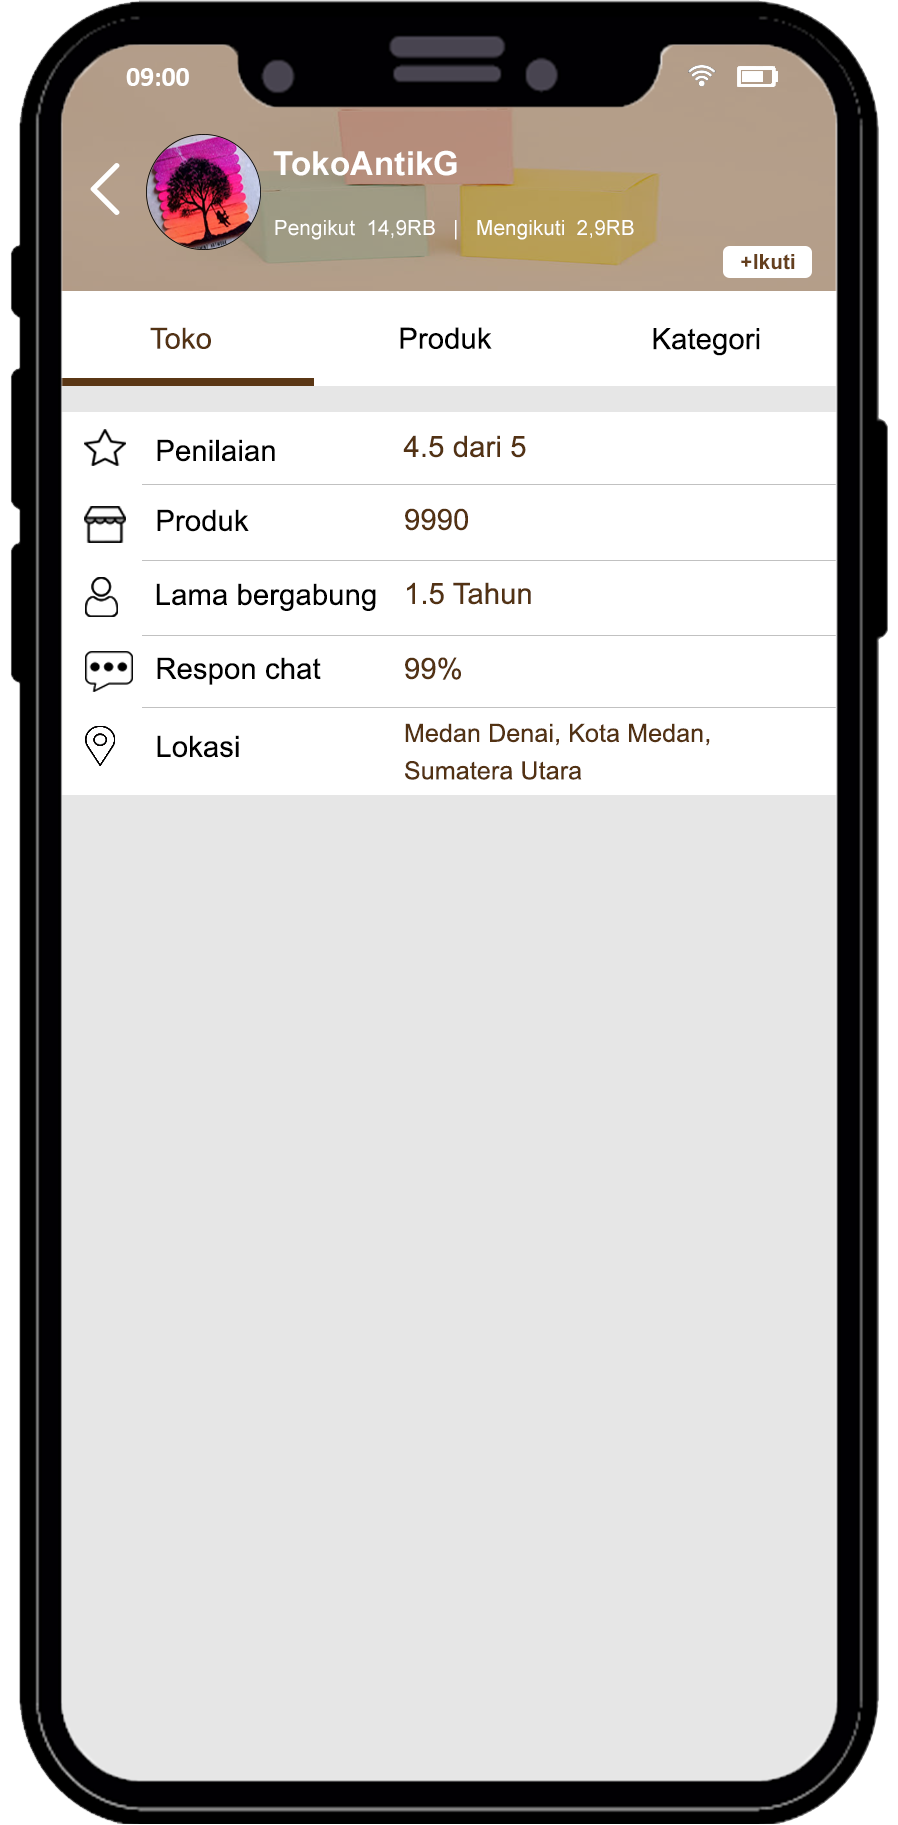 09:00
TokoAntikG
Pengikut 14,9RB | Mengikuti 2,9RB
+Ikuti
Toko Produk Kategori
Penilaian 4.5 dari 5
Produk 9990
Lama bergabung 1.5 Tahun
Respon chat 99%
Lokasi Medan Denai, Kota Medan,
Sumatera Utara